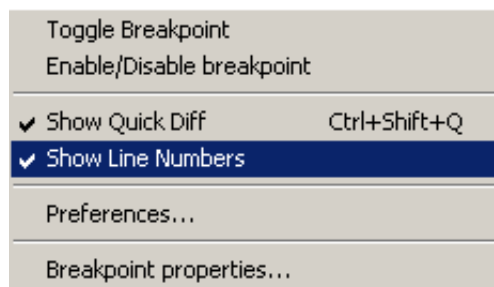 Toggle Breakpoint
Enable/Disable breakpoint
Show Quick Diff Ctrl+Shift+Q
Show Line Numbers
Preferences...
Breakpoint properties...